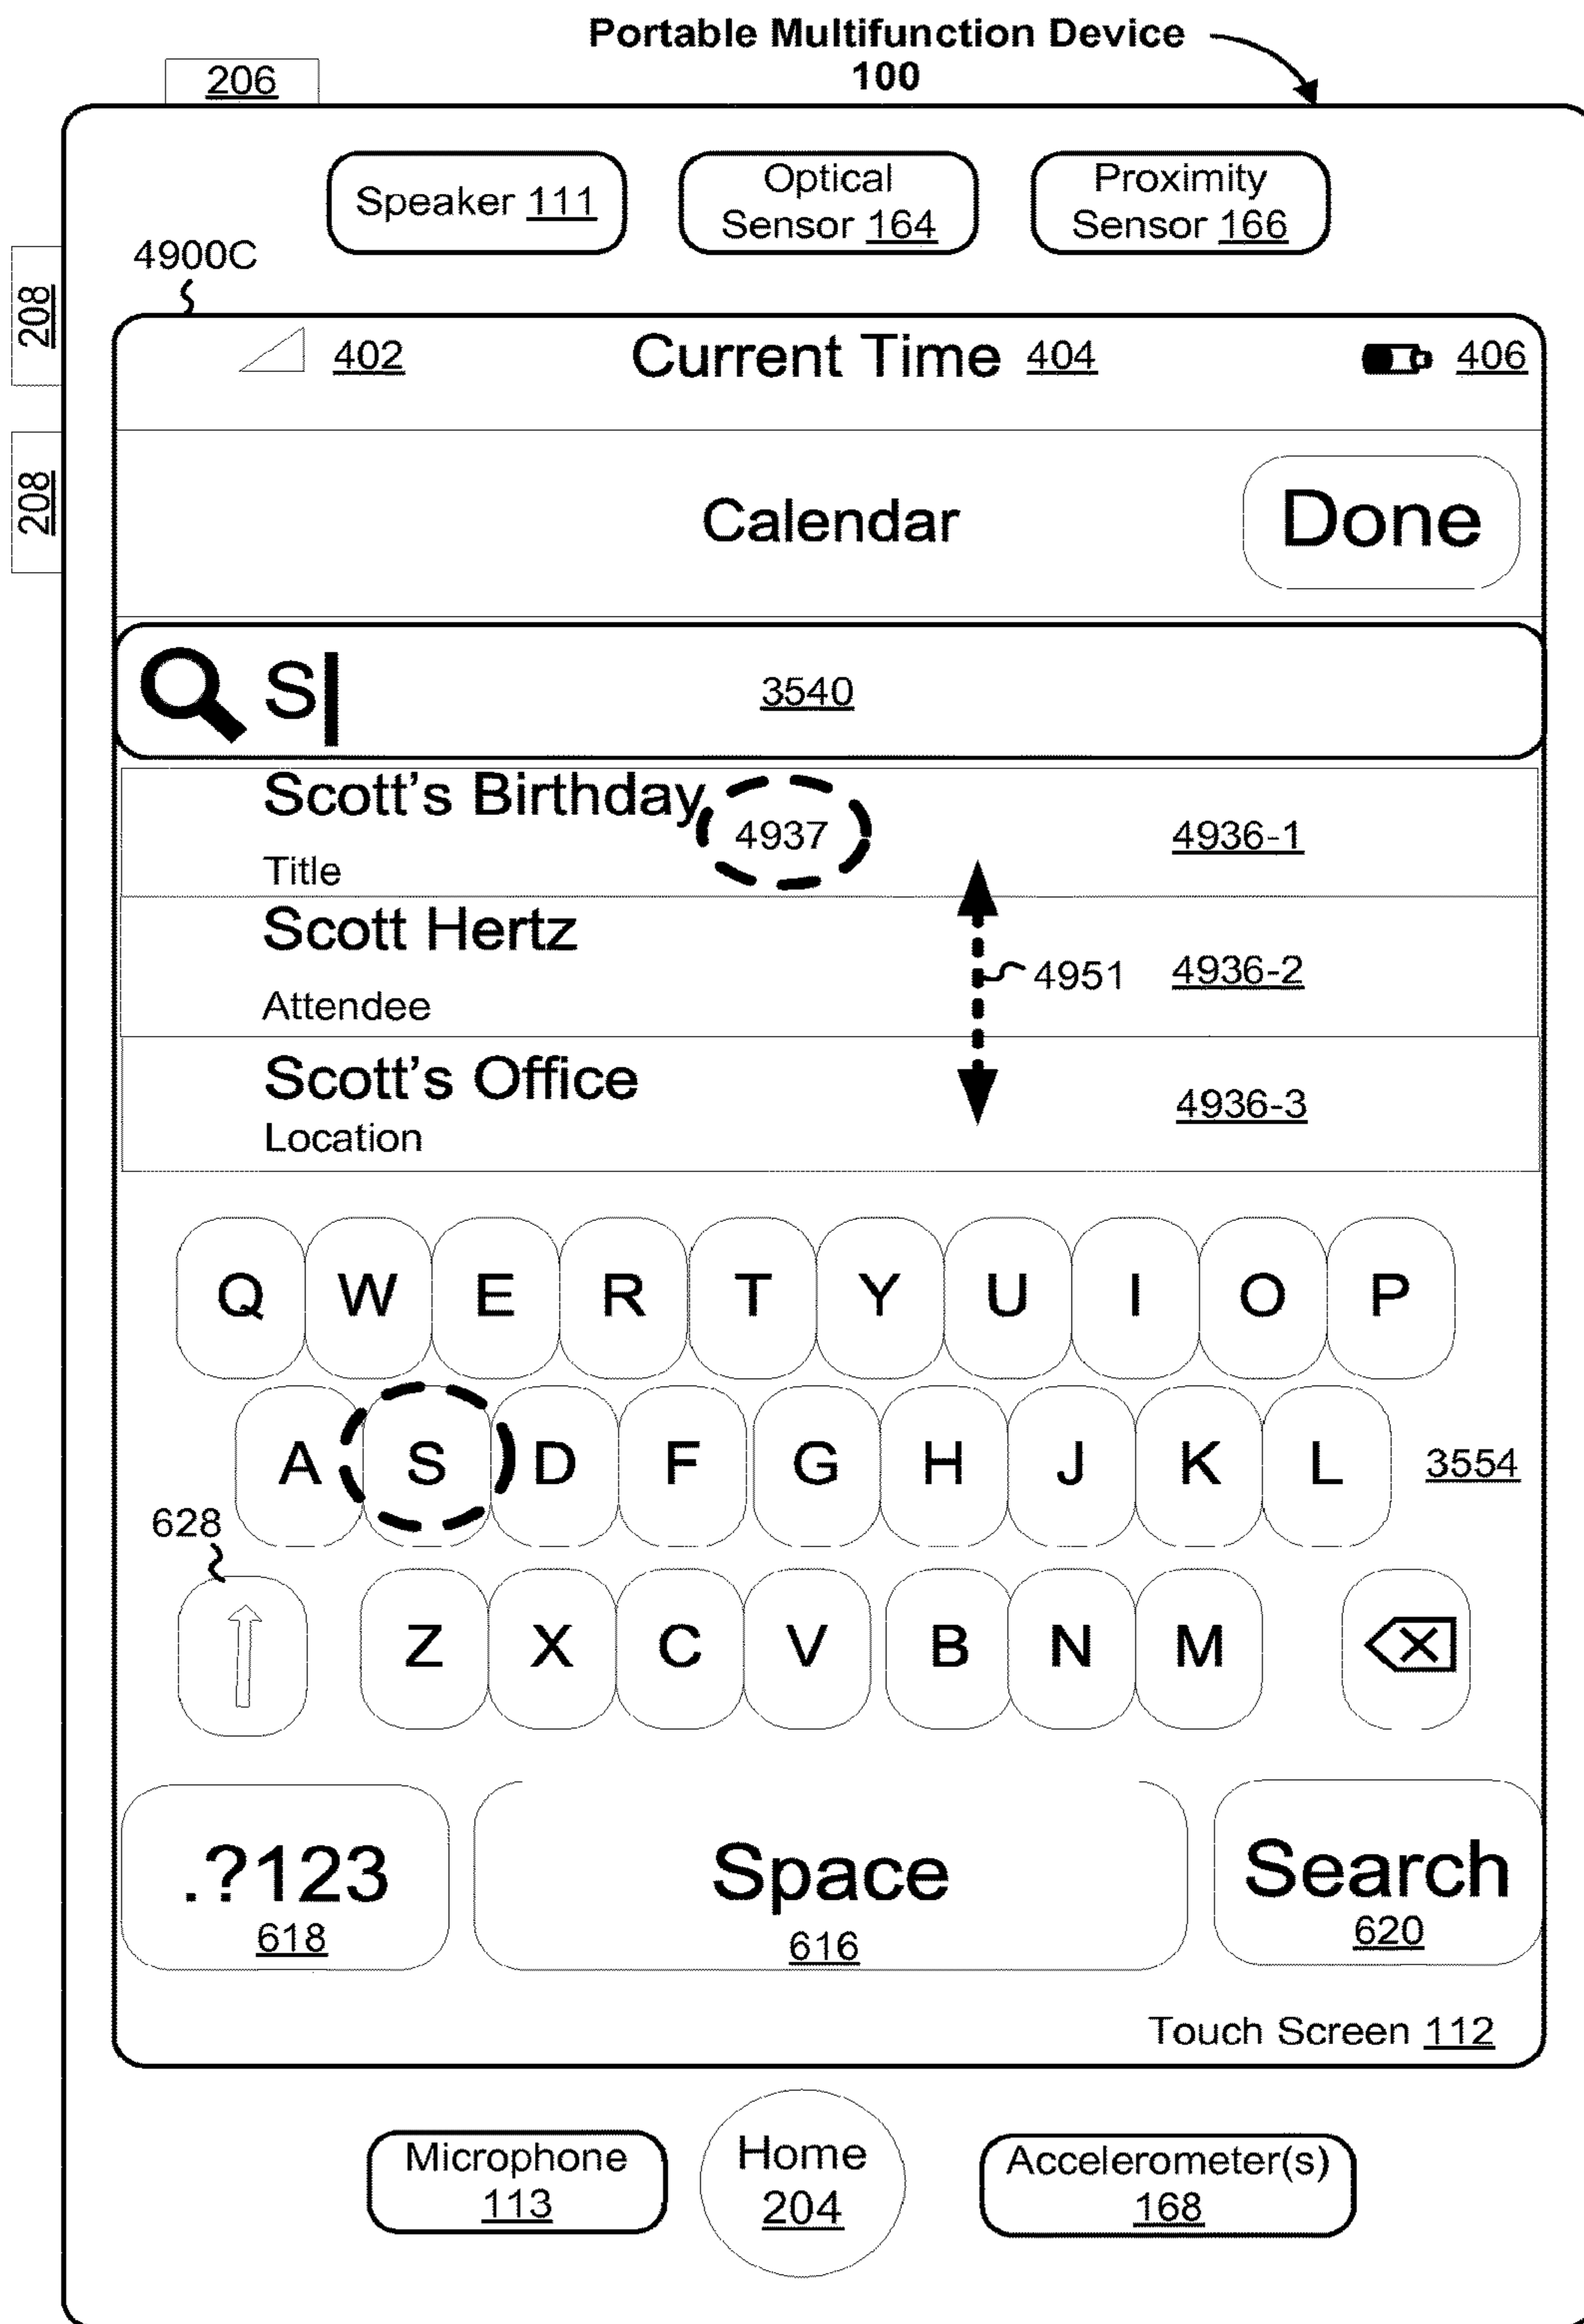 Portable Multifunction Device
100
206
Speaker 111
Optical
Sensor 164
Proximity
Sensor 166
4900C
208
208
402
Current Time 404
406
Calendar
Done
S
3540
Scott's Birthday
4937
4936-1
Title
Scott Hertz
4951
4936-2
Attendee
Scott's Office
4936-3
Location
Q W E R T Y U I O P
A S D F G H J K L
3554
628
Z X C V B N M
.?123
618
Space
616
Search
620
Touch Screen 112
Microphone
113
Home
204
Accelerometer(s)
168